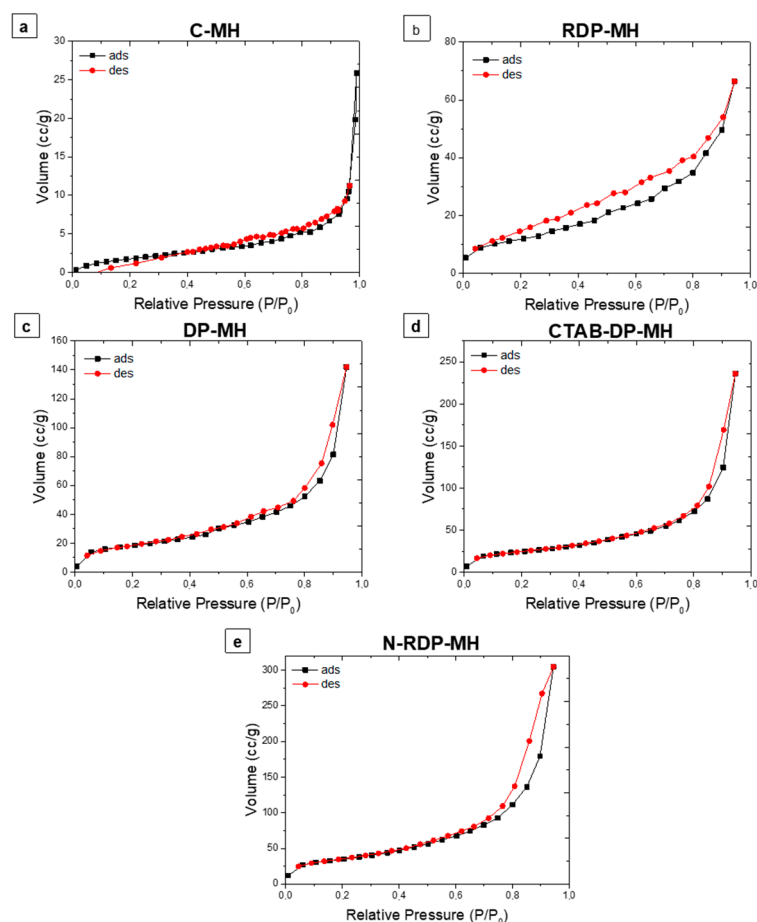 a
C-MH
ads
des
30
25
20
15
10
5
0
Volume (cc/g)
0,0 0,2 0,4 0,6 0,8 1,0
Relative Pressure (P/P0)
b
RDP-MH
ads
des
80
60
40
20
0
Volume (cc/g)
0,0 0,2 0,4 0,6 0,8 1,0
Relative Pressure (P/P0)
c
DP-MH
ads
des
160
140
120
100
80
60
40
20
0
Volume (cc/g)
0,0 0,2 0,4 0,6 0,8 1,0
Relative Pressure (P/P0)
d
CTAB-DP-MH
ads
des
250
200
150
100
50
0
Volume (cc/g)
0,0 0,2 0,4 0,6 0,8 1,0
Relative Pressure (P/P0)
e
N-RDP-MH
ads
des
300
250
200
150
100
50
0
Volume (cc/g)
0,0 0,2 0,4 0,6 0,8 1,0
Relative Pressure (P/P0)